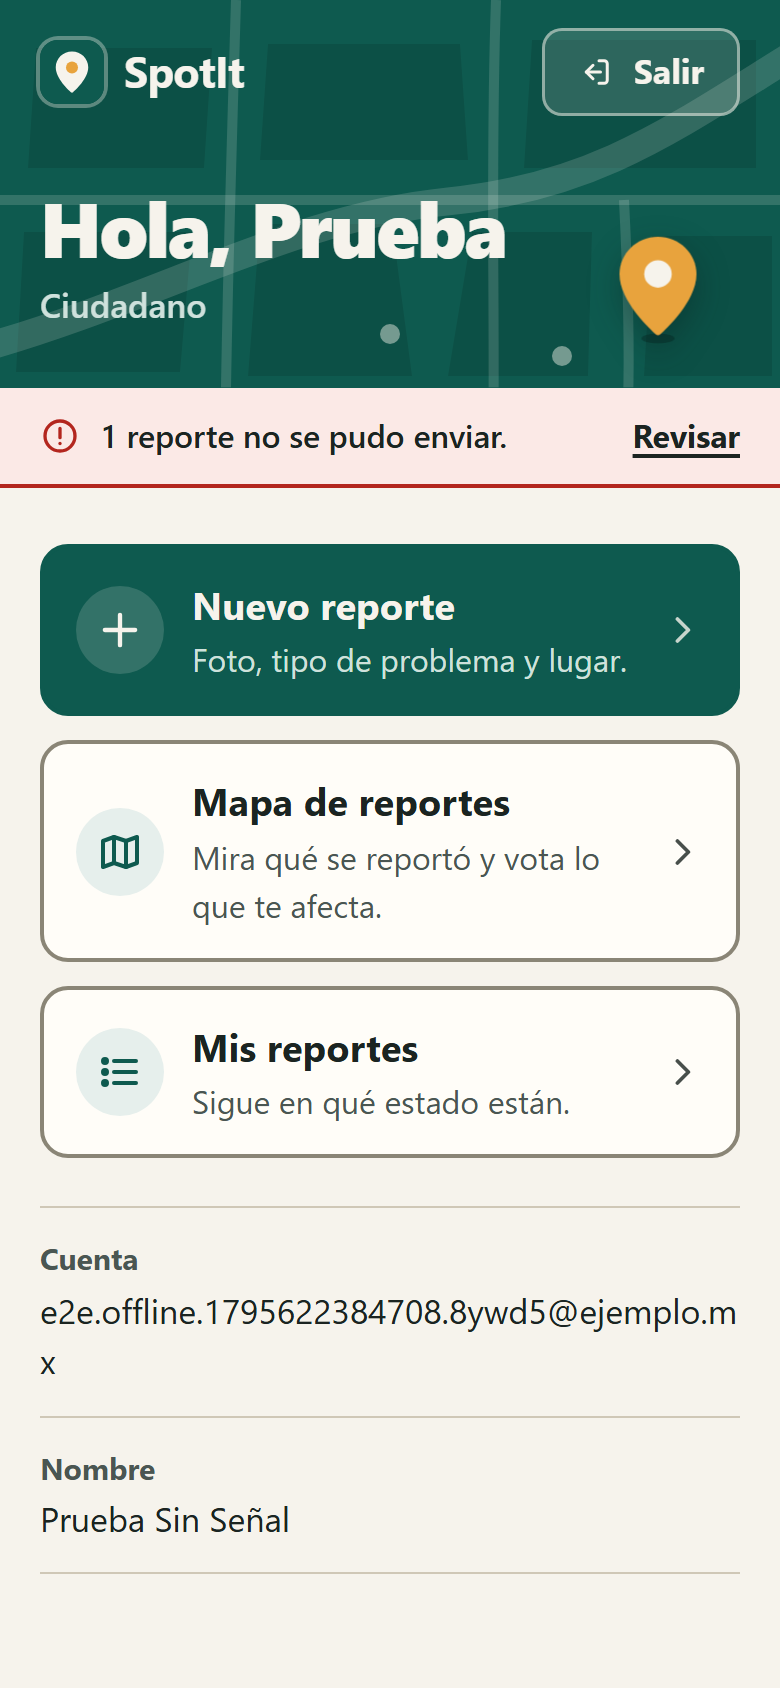 SpotIt
Salir
Hola, Prueba
Ciudadano
1 reporte no se pudo enviar.
Revisar
Nuevo reporte
Foto, tipo de problema y lugar.
Mapa de reportes
Mira qué se reportó y vota lo
que te afecta.
Mis reportes
Sigue en qué estado están.
Cuenta
e2e.offline.1795622384708.8ywd5@ejemplo.m
x
Nombre
Prueba Sin Señal